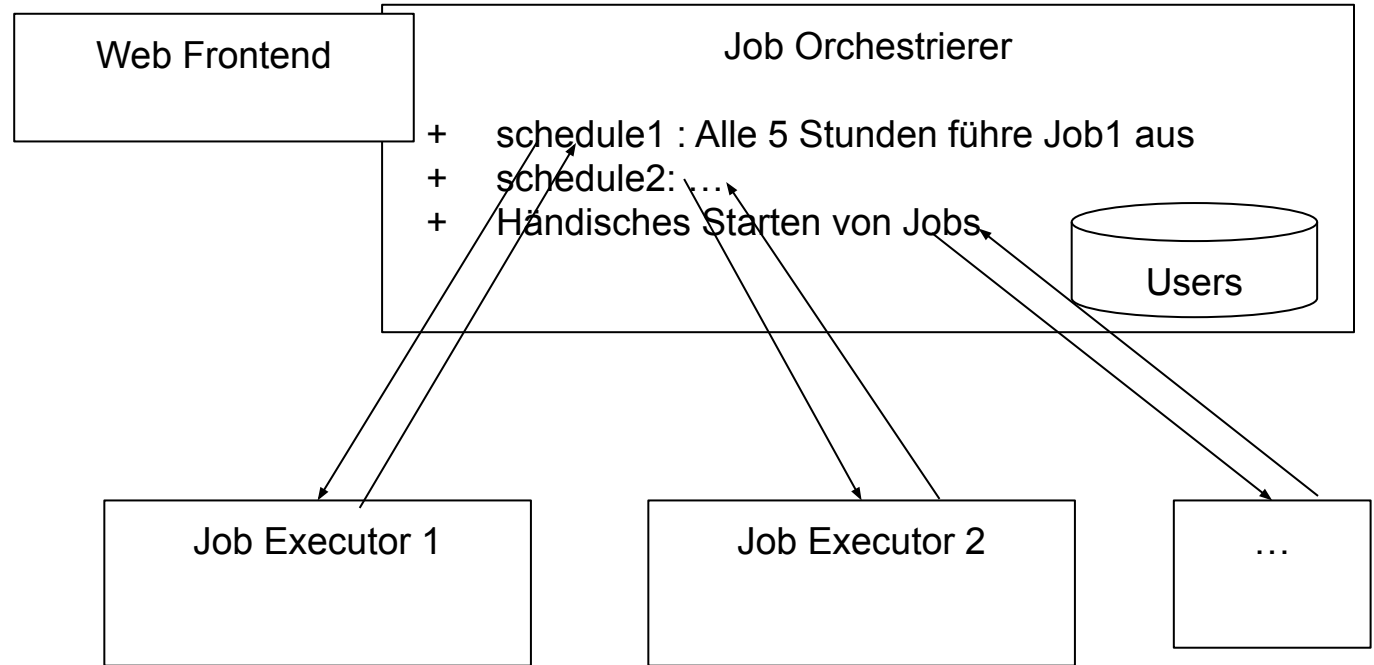 Web Frontend
Job Orchestrierer
+ schedule1 : Alle 5 Stunden führe Job1 aus
+ schedule2: …
+ Händisches Starten von Jobs
Users
Job Executor 1
Job Executor 2
…